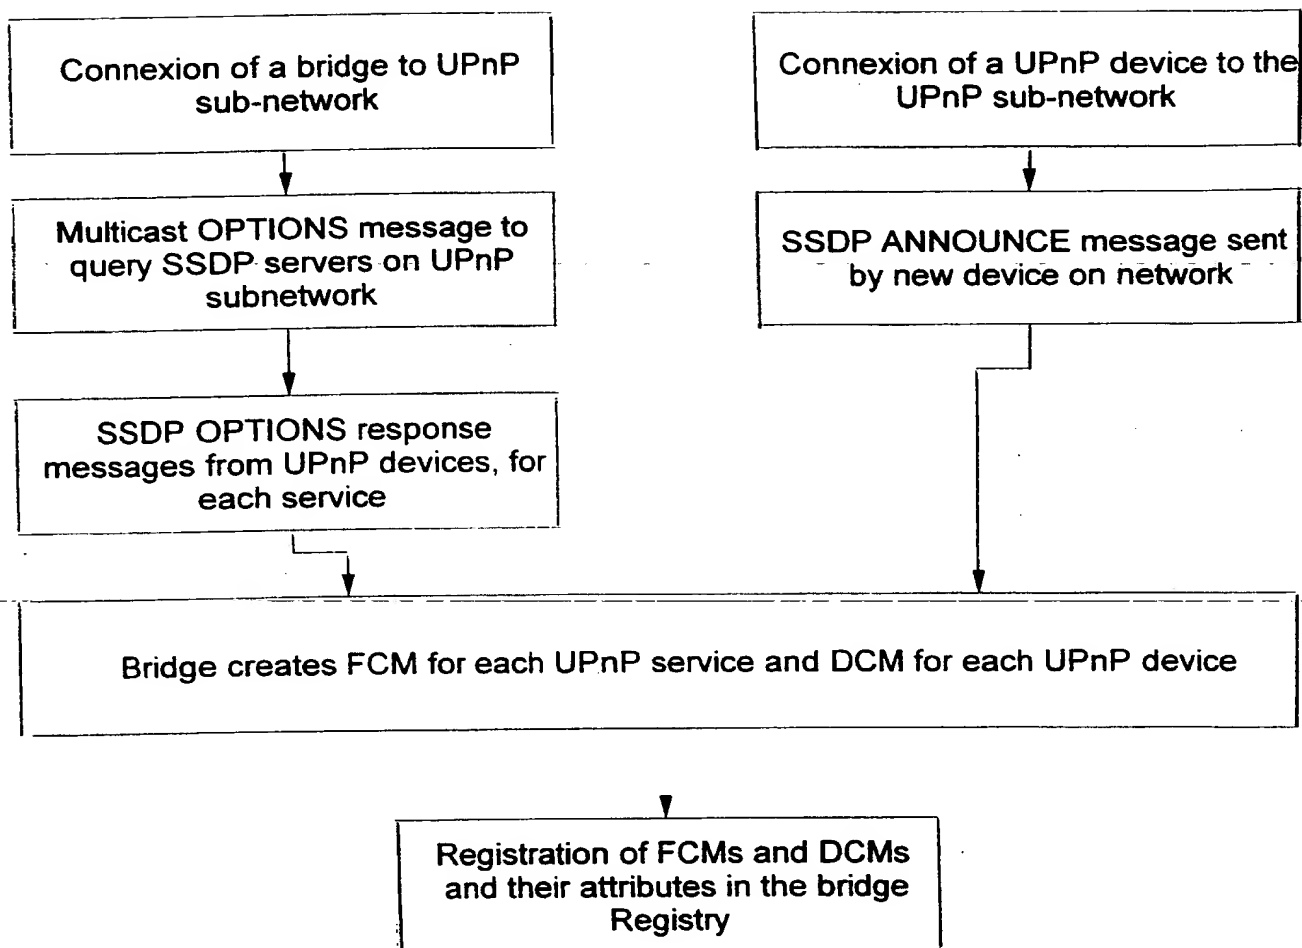 Connexion of a bridge to UPnP
sub-network
Connexion of a UPnP device to the
UPnP sub-network
Multicast OPTIONS message to
query SSDP servers on UPnP
subnetwork
SSDP ANNOUNCE message sent
by new device on network
SSDP OPTIONS response
messages from UPnP devices, for
each service
Bridge creates FCM for each UPnP service and DCM for each UPnP device
Registration of FCMs and DCMs
and their attributes in the bridge
Registry